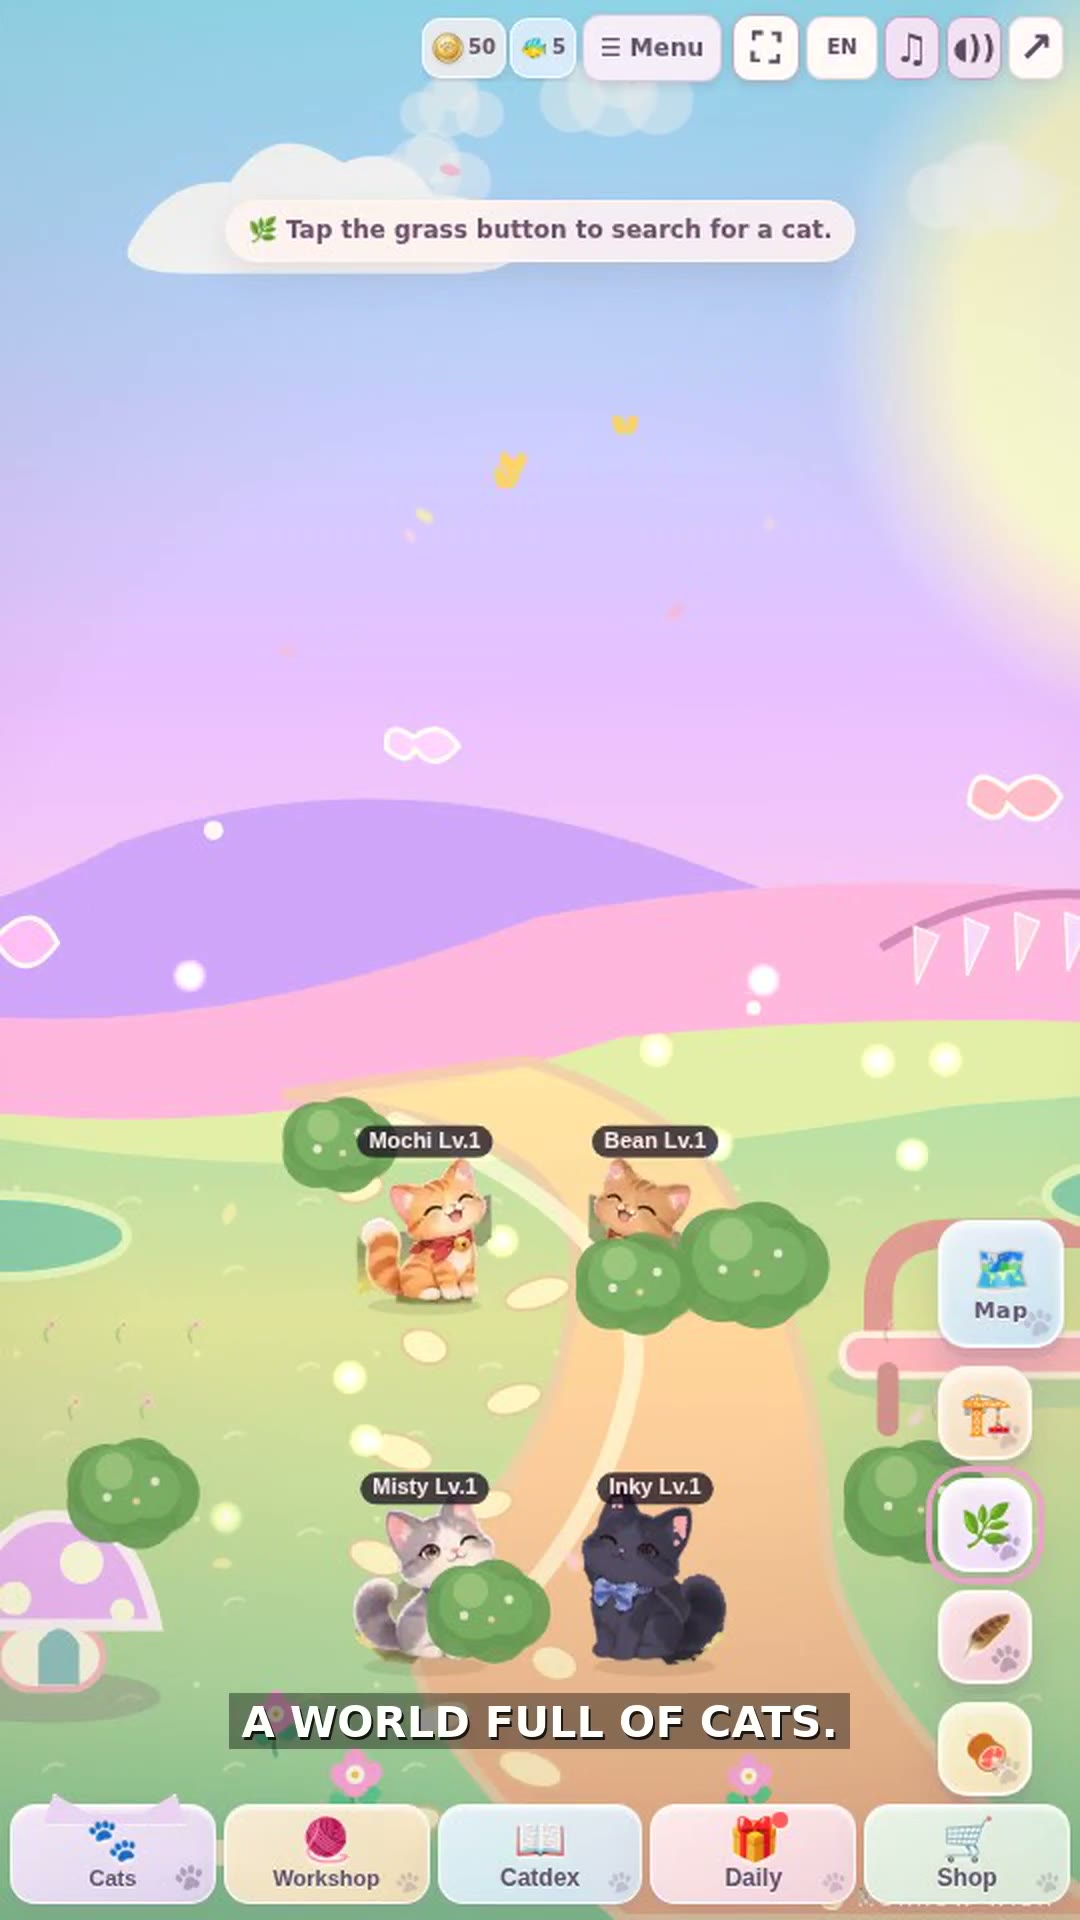 50
5
☰ Menu
EN
Tap the grass button to search for a cat.
Mochi Lv.1
Bean Lv.1
Map
Misty Lv.1
Inky Lv.1
A WORLD FULL OF CATS.
Cats
Workshop
Catdex
Daily
Shop